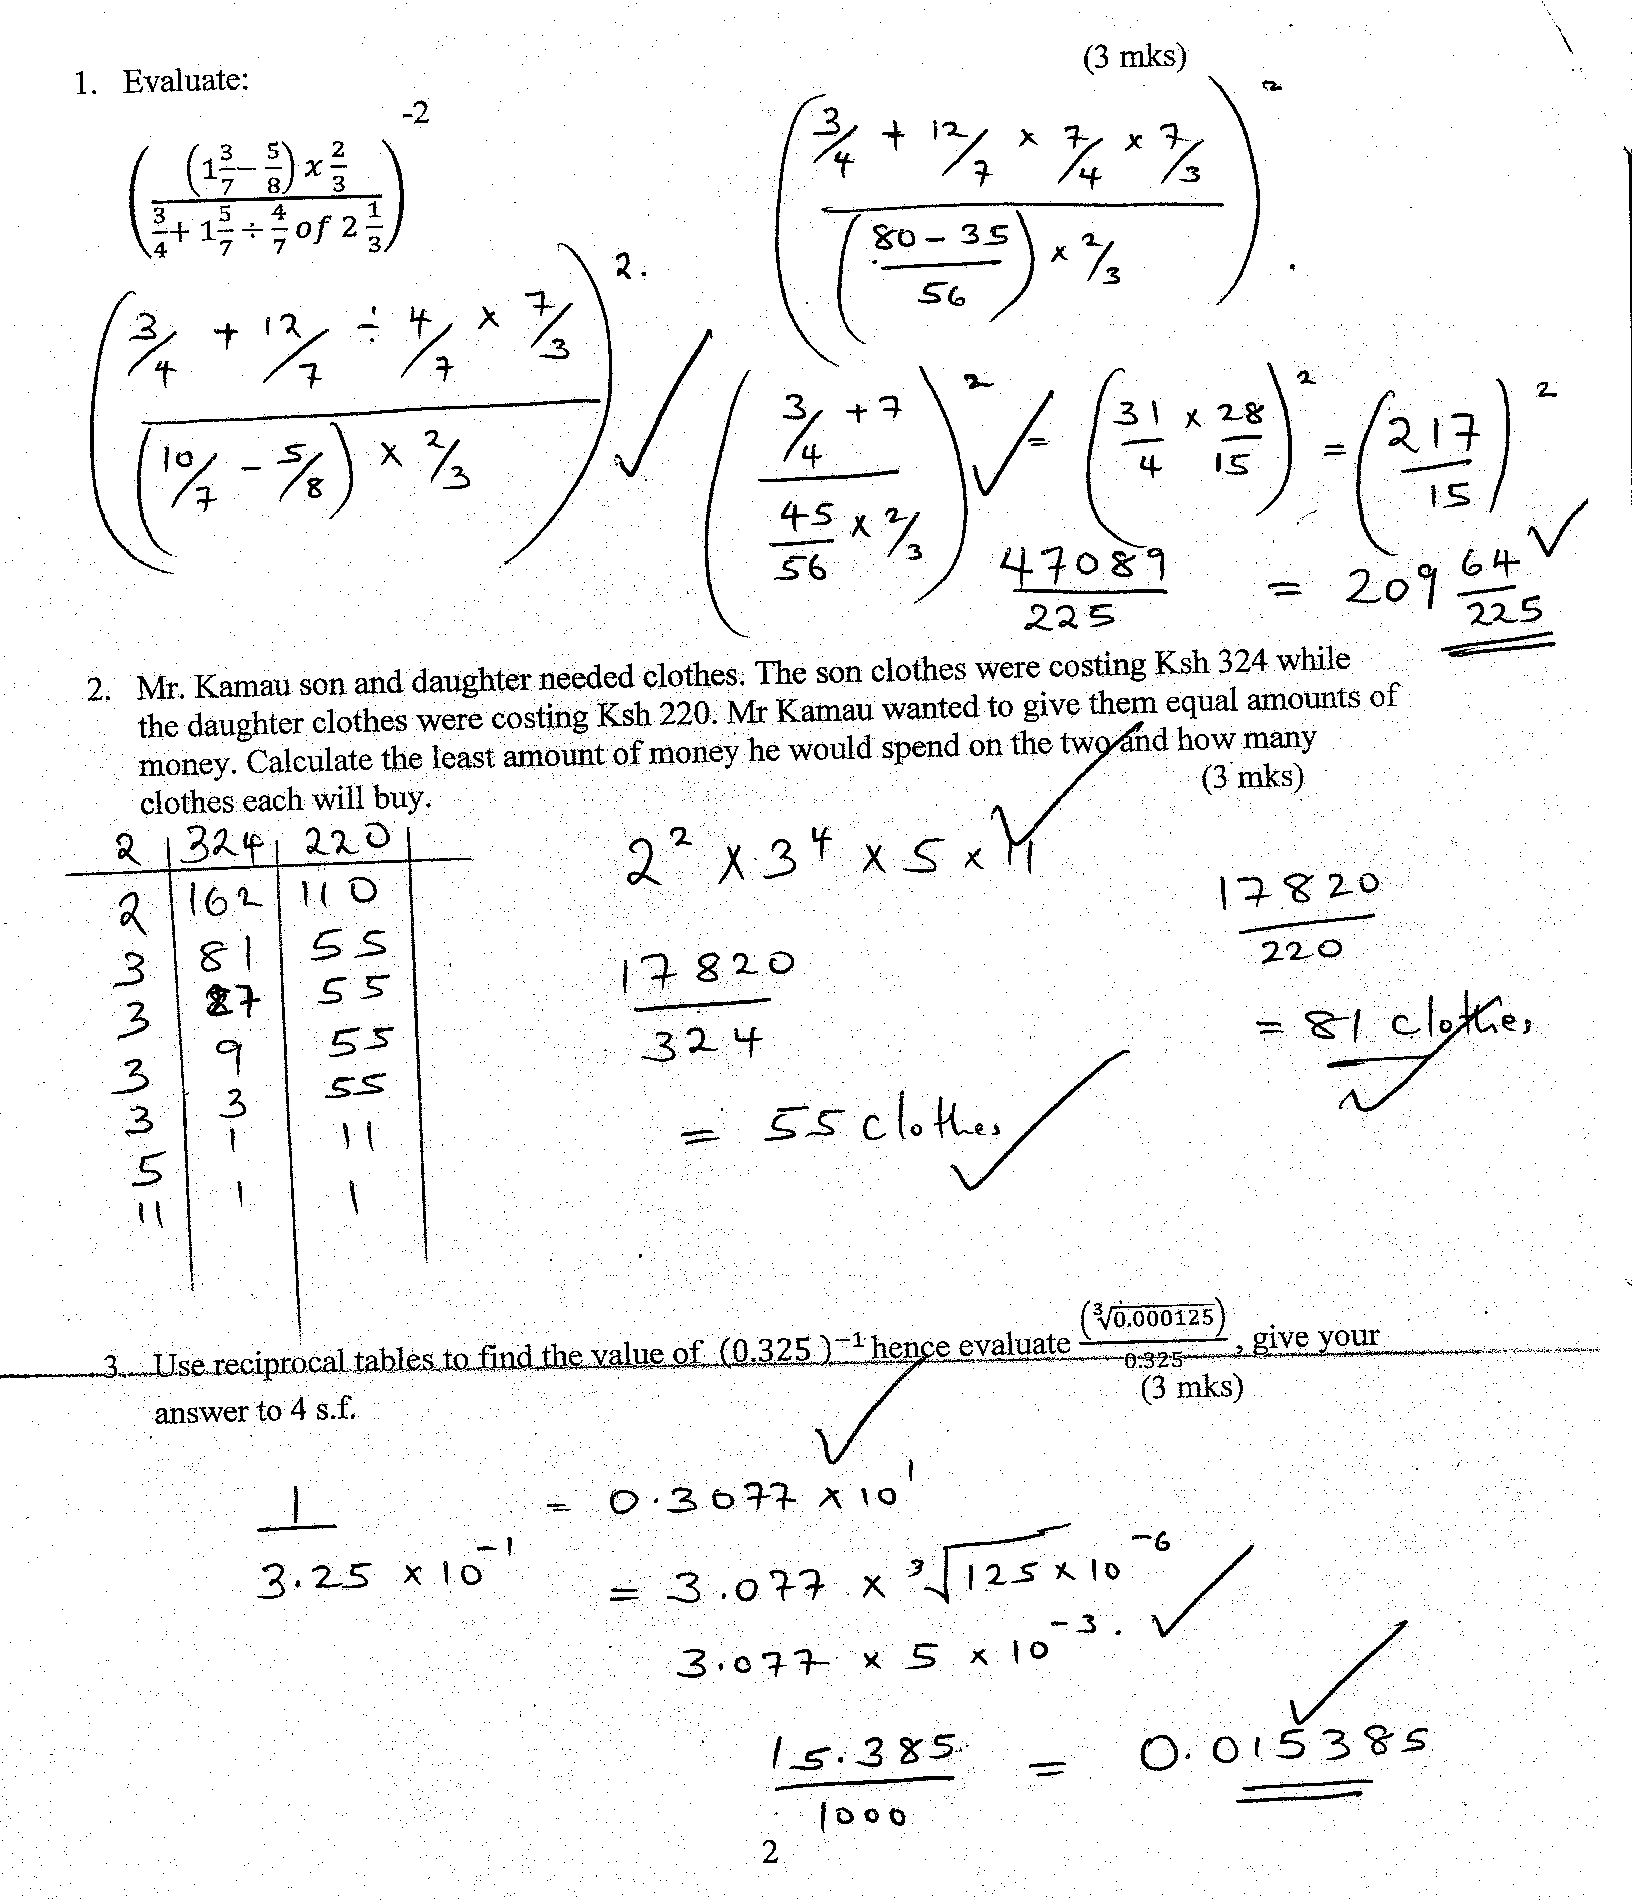 1. Evaluate: (3 mks)
( (1 3/7 − 5/8) x 2/3 / 3/4 + 1 5/7 ÷ 4/7 of 2 1/3 )^-2
( 3/4 + 12/7 ÷ 4/7 × 7/3 / (10/7 − 5/8) × 2/3 )^2.
( 3/4 + 12/7 × 7/4 × 7/3 / (80 − 35 / 56) × 2/3 )^2.
( 3/4 + 7 / 45/56 × 2/3 )^2 = ( 31/4 × 28/15 )^2 = ( 217/15 )^2
47089/225 = 209 64/225
2. Mr. Kamau son and daughter needed clothes. The son clothes were costing Ksh 324 while
the daughter clothes were costing Ksh 220. Mr Kamau wanted to give them equal amounts of
money. Calculate the least amount of money he would spend on the two and how many
clothes each will buy. (3 mks)
2 | 324 | 220
2 | 162 | 110
3 | 81 | 55
3 | 27 | 55
3 | 9 | 55
3 | 3 | 55
5 | 1 | 11
11 | 1 | 1
2^2 × 3^4 × 5 × 11
17820/324
= 55 clothes
17820/220
= 81 clothes
3. Use reciprocal tables to find the value of (0.325 )^−1 hence evaluate (∛0.000125)/0.325, give your
answer to 4 s.f. (3 mks)
1 / 3.25 × 10^-1 = 0.3077 × 10^1
= 3.077 × ∛125 × 10^-6
3.077 × 5 × 10^-3.
15.385/1000 = 0.015385
2